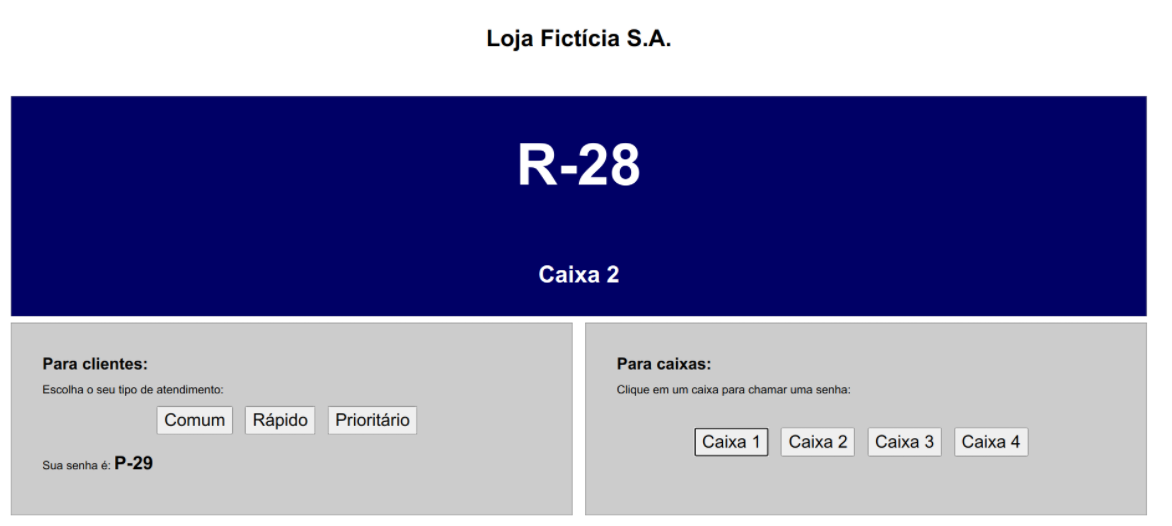 Loja Fictícia S.A.
R-28
Caixa 2
Para clientes:
Escolha o seu tipo de atendimento:
Comum Rápido Prioritário
Sua senha é: P-29
Para caixas:
Clique em um caixa para chamar uma senha:
Caixa 1 Caixa 2 Caixa 3 Caixa 4